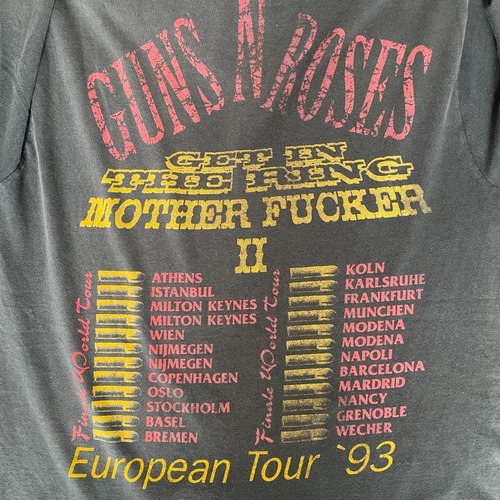 GUNS N ROSES
GET IN
THE RING
MOTHER FUCKER
II
Finale World Tour
ATHENS
ISTANBUL
MILTON KEYNES
MILTON KEYNES
WIEN
NIJMEGEN
NIJMEGEN
COPENHAGEN
OSLO
STOCKHOLM
BASEL
BREMEN
Finale World Tour
KOLN
KARLSRUHE
FRANKFURT
MUNCHEN
MODENA
MODENA
NAPOLI
BARCELONA
MARDRID
NANCY
GRENOBLE
WECHER
European Tour `93